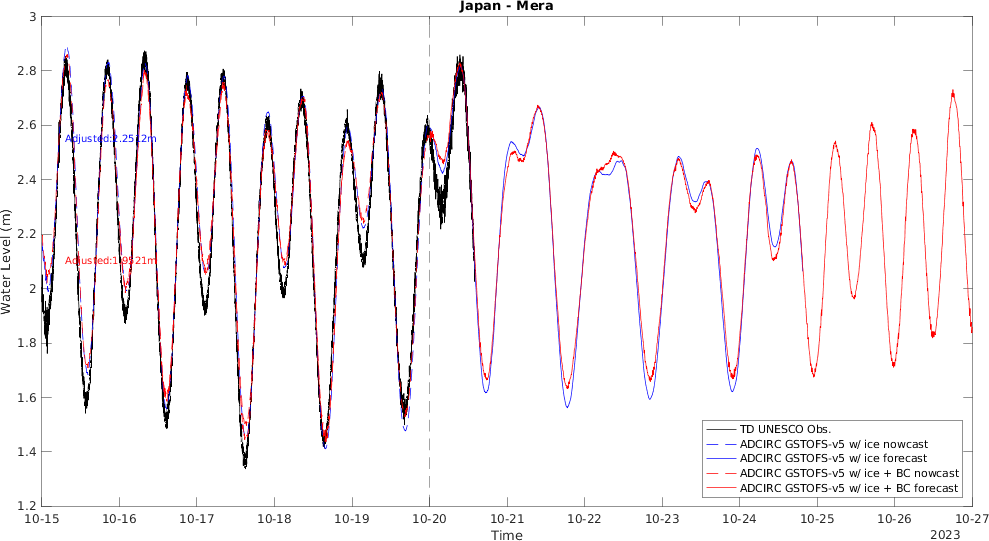 Japan - Mera
3
2.8
2.6
2.4
2.2
2
1.8
1.6
1.4
1.2
Water Level (m)
Adjusted:2.2512m
Adjusted:1.9521m
TD UNESCO Obs.
ADCIRC GSTOFS-v5 w/ ice nowcast
ADCIRC GSTOFS-v5 w/ ice forecast
ADCIRC GSTOFS-v5 w/ ice + BC nowcast
ADCIRC GSTOFS-v5 w/ ice + BC forecast
10-15 10-16 10-17 10-18 10-19 10-20 10-21 10-22 10-23 10-24 10-25 10-26 10-27
Time
2023